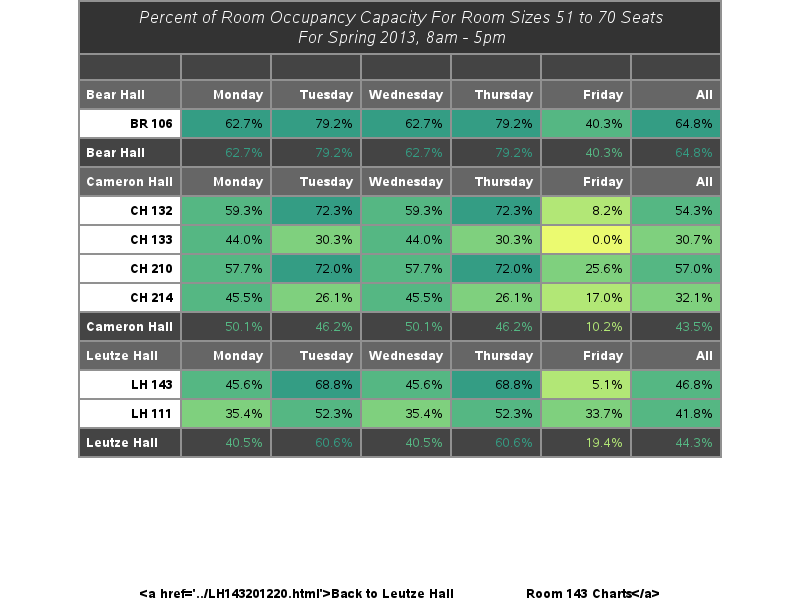 Percent of Room Occupancy Capacity For Room Sizes 51 to 70 Seats
For Spring 2013, 8am - 5pm
Bear Hall Monday Tuesday Wednesday Thursday Friday All
BR 106 62.7% 79.2% 62.7% 79.2% 40.3% 64.8%
Bear Hall 62.7% 79.2% 62.7% 79.2% 40.3% 64.8%
Cameron Hall Monday Tuesday Wednesday Thursday Friday All
CH 132 59.3% 72.3% 59.3% 72.3% 8.2% 54.3%
CH 133 44.0% 30.3% 44.0% 30.3% 0.0% 30.7%
CH 210 57.7% 72.0% 57.7% 72.0% 25.6% 57.0%
CH 214 45.5% 26.1% 45.5% 26.1% 17.0% 32.1%
Cameron Hall 50.1% 46.2% 50.1% 46.2% 10.2% 43.5%
Leutze Hall Monday Tuesday Wednesday Thursday Friday All
LH 143 45.6% 68.8% 45.6% 68.8% 5.1% 46.8%
LH 111 35.4% 52.3% 35.4% 52.3% 33.7% 41.8%
Leutze Hall 40.5% 60.6% 40.5% 60.6% 19.4% 44.3%
<a href='../LH143201220.html'>Back to Leutze Hall Room 143 Charts</a>